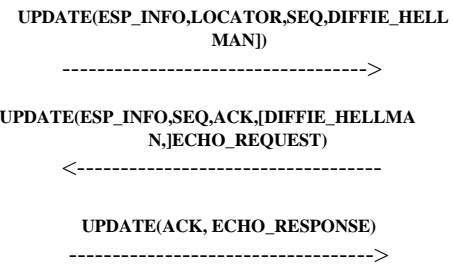 UPDATE(ESP_INFO,LOCATOR,SEQ,DIFFIE_HELL
MAN])
----------------------------------->
UPDATE(ESP_INFO,SEQ,ACK,[DIFFIE_HELLMA
N,]ECHO_REQUEST)
<-----------------------------------
UPDATE(ACK, ECHO_RESPONSE)
----------------------------------->